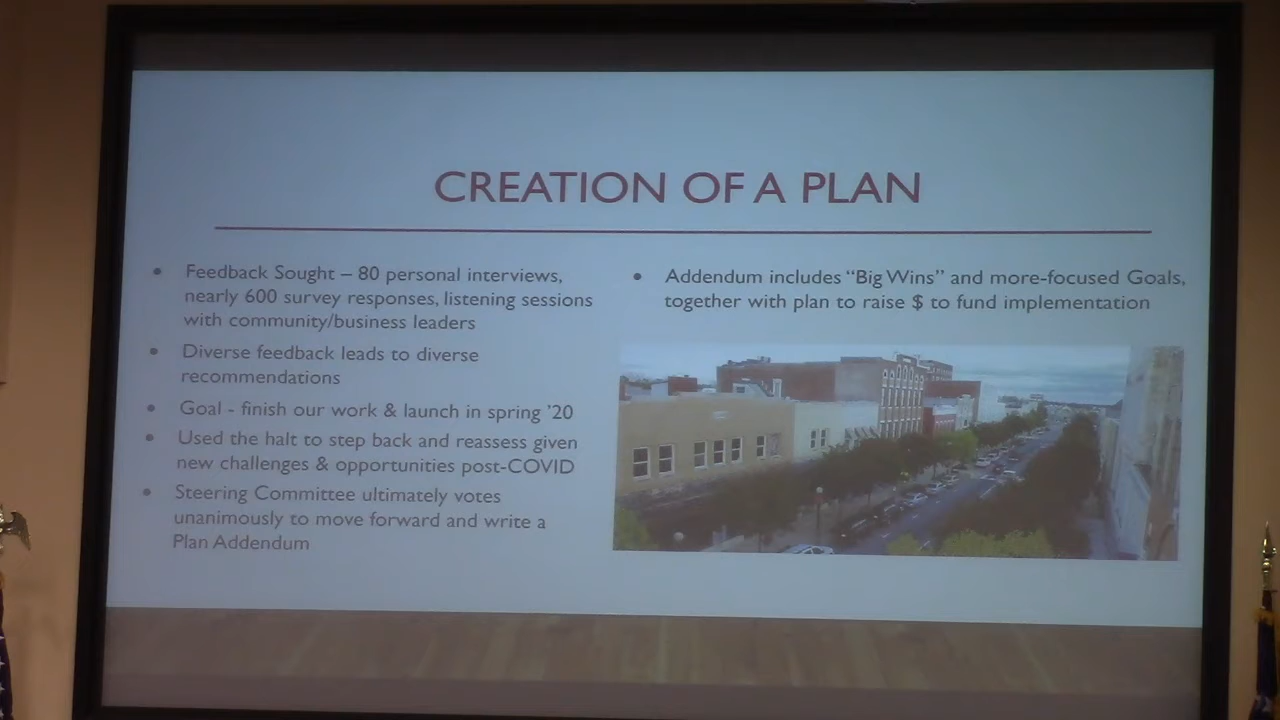 CREATION OF A PLAN
• Feedback Sought – 80 personal interviews,
nearly 600 survey responses, listening sessions
with community/business leaders
• Diverse feedback leads to diverse
recommendations
• Goal - finish our work & launch in spring '20
• Used the halt to step back and reassess given
new challenges & opportunities post-COVID
• Steering Committee ultimately votes
unanimously to move forward and write a
Plan Addendum
• Addendum includes “Big Wins” and more-focused Goals,
together with plan to raise $ to fund implementation